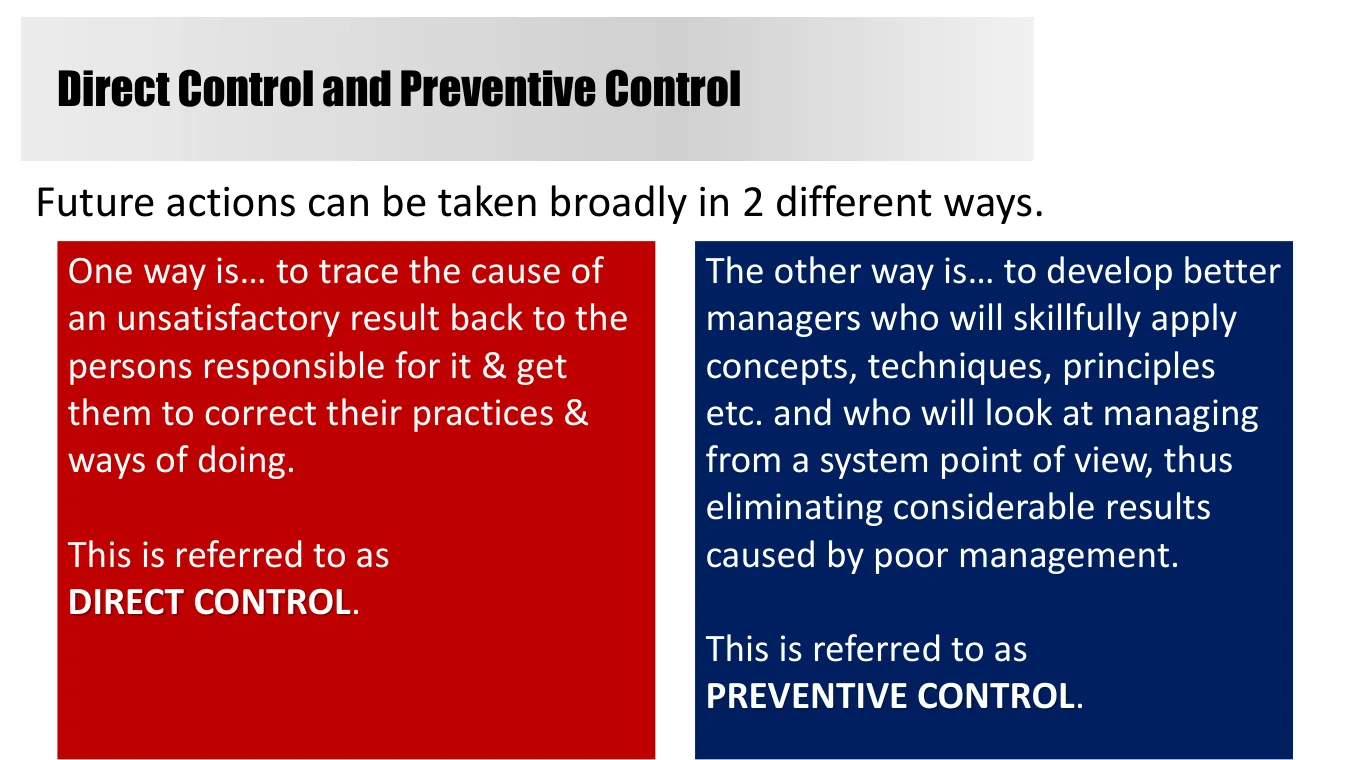 Direct Control and Preventive Control
Future actions can be taken broadly in 2 different ways.
One way is... to trace the cause of
an unsatisfactory result back to the
persons responsible for it & get
them to correct their practices &
ways of doing.
This is referred to as
DIRECT CONTROL.
The other way is... to develop better
managers who will skillfully apply
concepts, techniques, principles
etc. and who will look at managing
from a system point of view, thus
eliminating considerable results
caused by poor management.
This is referred to as
PREVENTIVE CONTROL.